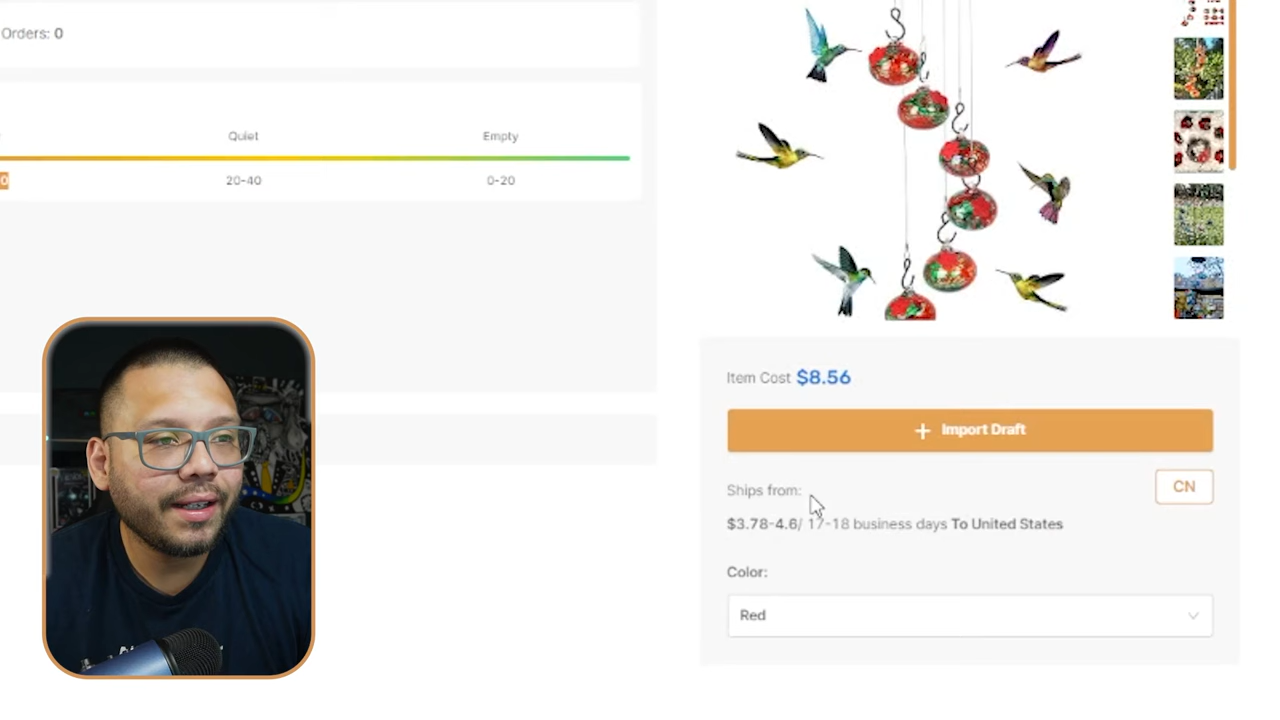 Orders: 0
Quiet
Empty
0
20-40
0-20
Item Cost $8.56
+ Import Draft
Ships from:
CN
$3.78-4.6/ 17-18 business days To United States
Color:
Red